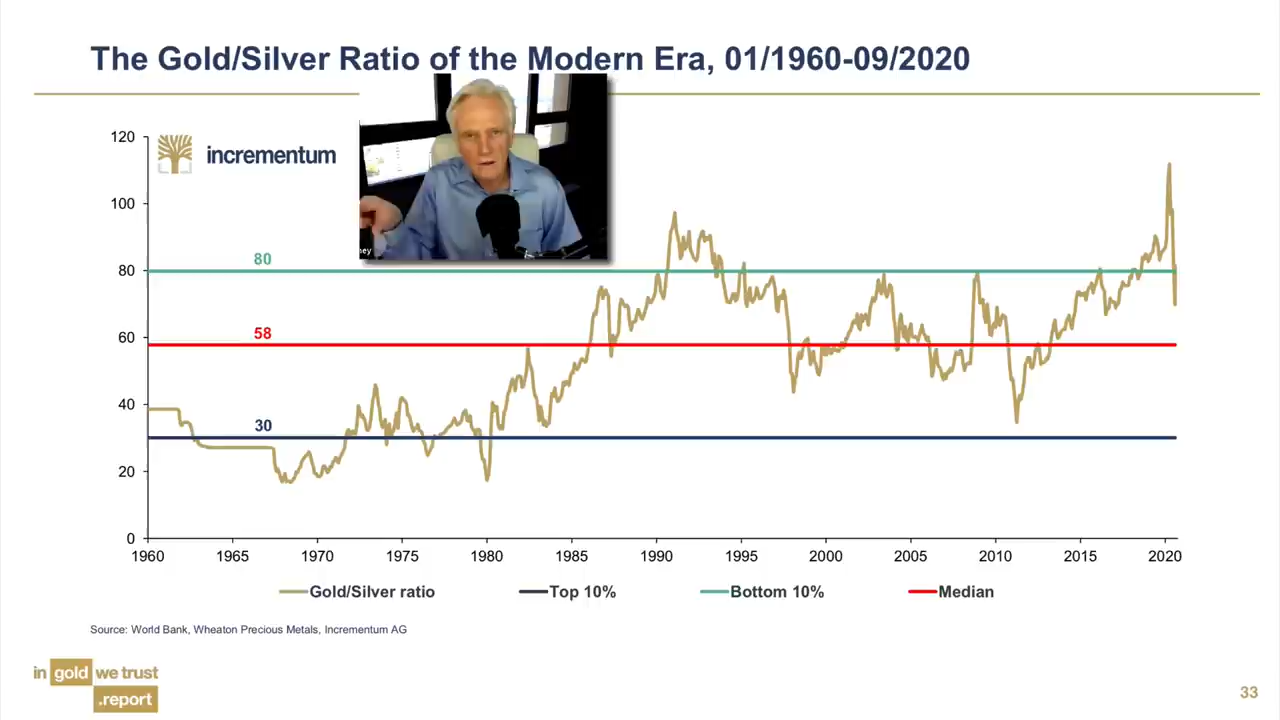 The Gold/Silver Ratio of the Modern Era, 01/1960-09/2020
incrementum
ney
120
100
80
60
40
20
0
80
58
30
1960 1965 1970 1975 1980 1985 1990 1995 2000 2005 2010 2015 2020
Gold/Silver ratio Top 10% Bottom 10% Median
Source: World Bank, Wheaton Precious Metals, Incrementum AG
in gold we trust
.report
33